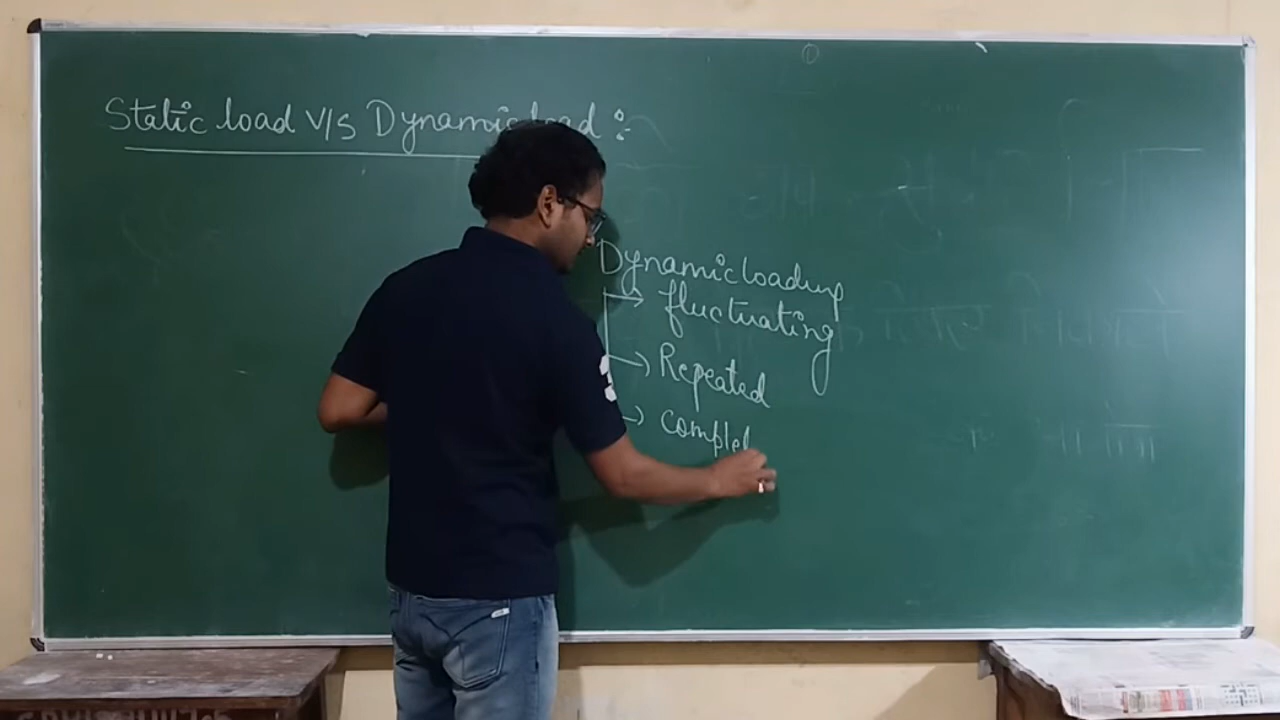 Static load V/S Dynamic load :-
Dynamic loading
→ fluctuating
→ Repeated
→ complet